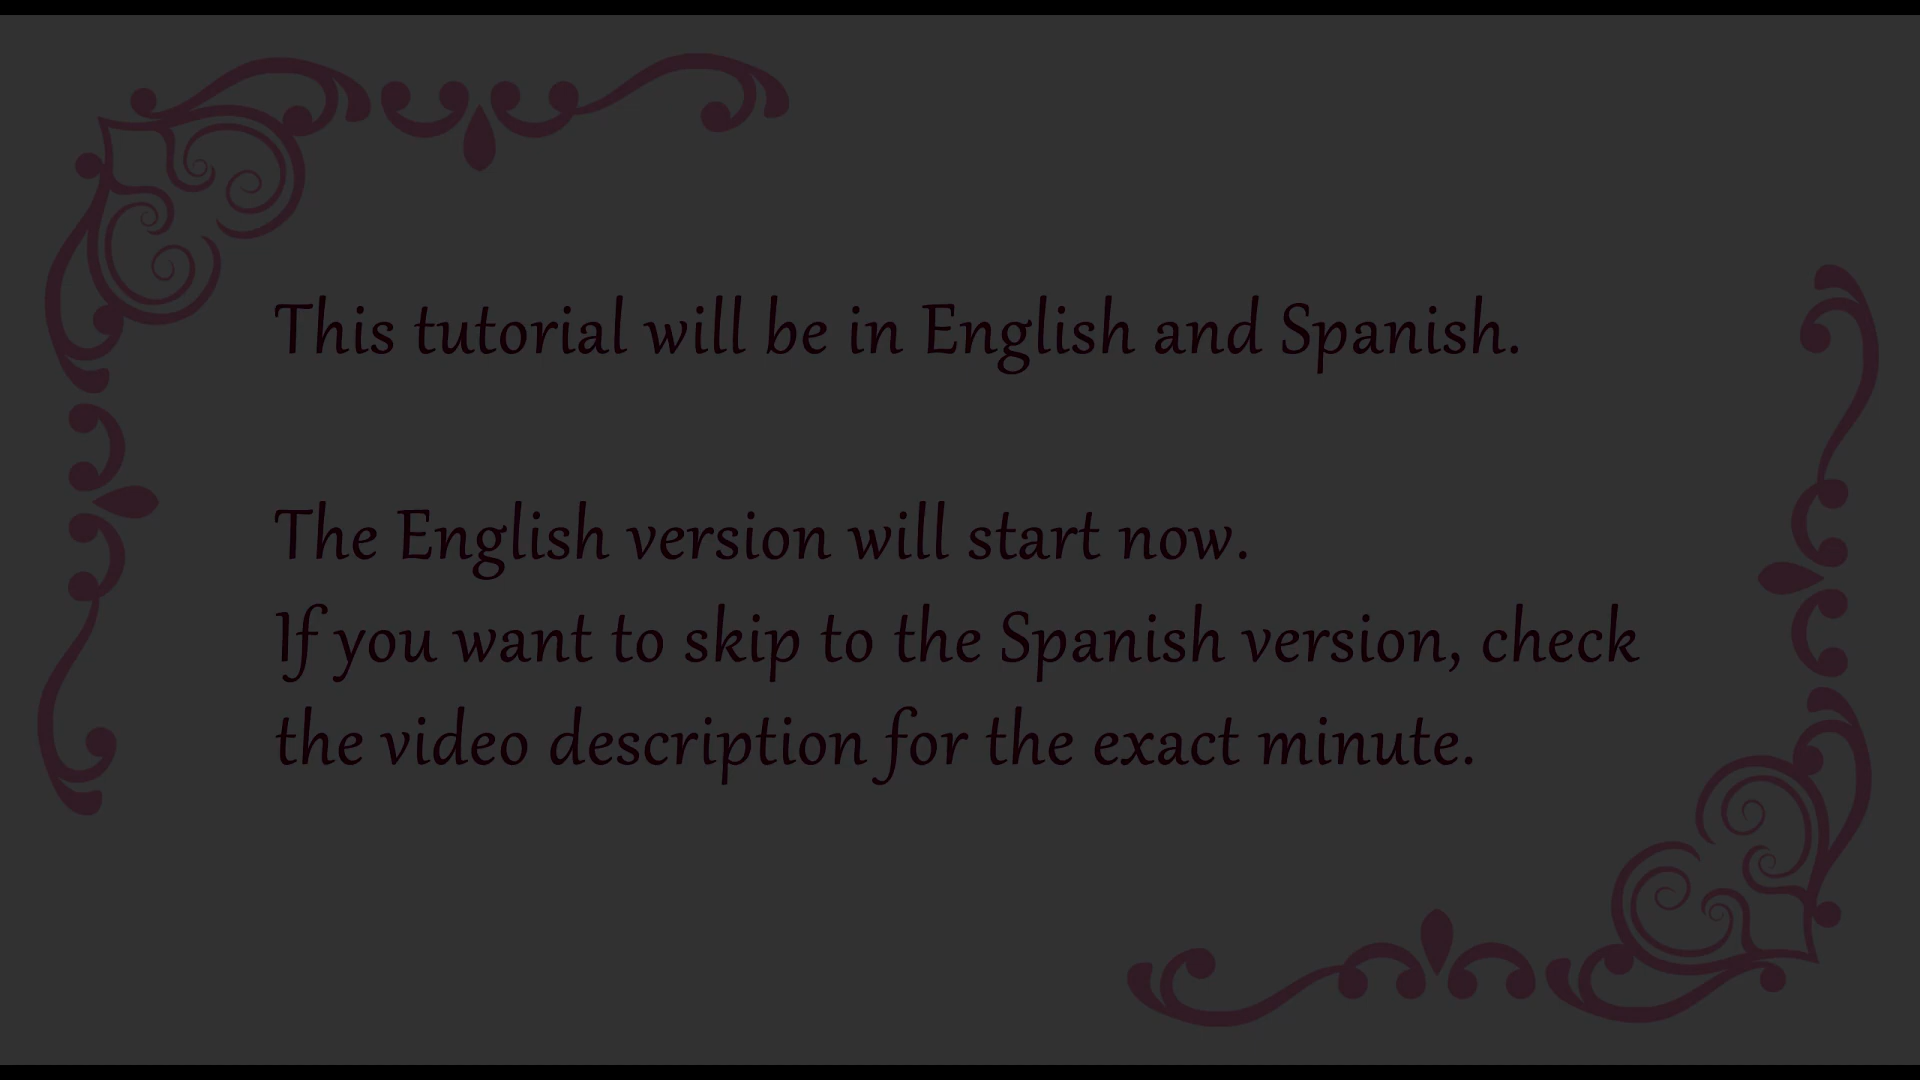 This tutorial will be in English and Spanish.
The English version will start now.
If you want to skip to the Spanish version, check
the video description for the exact minute.